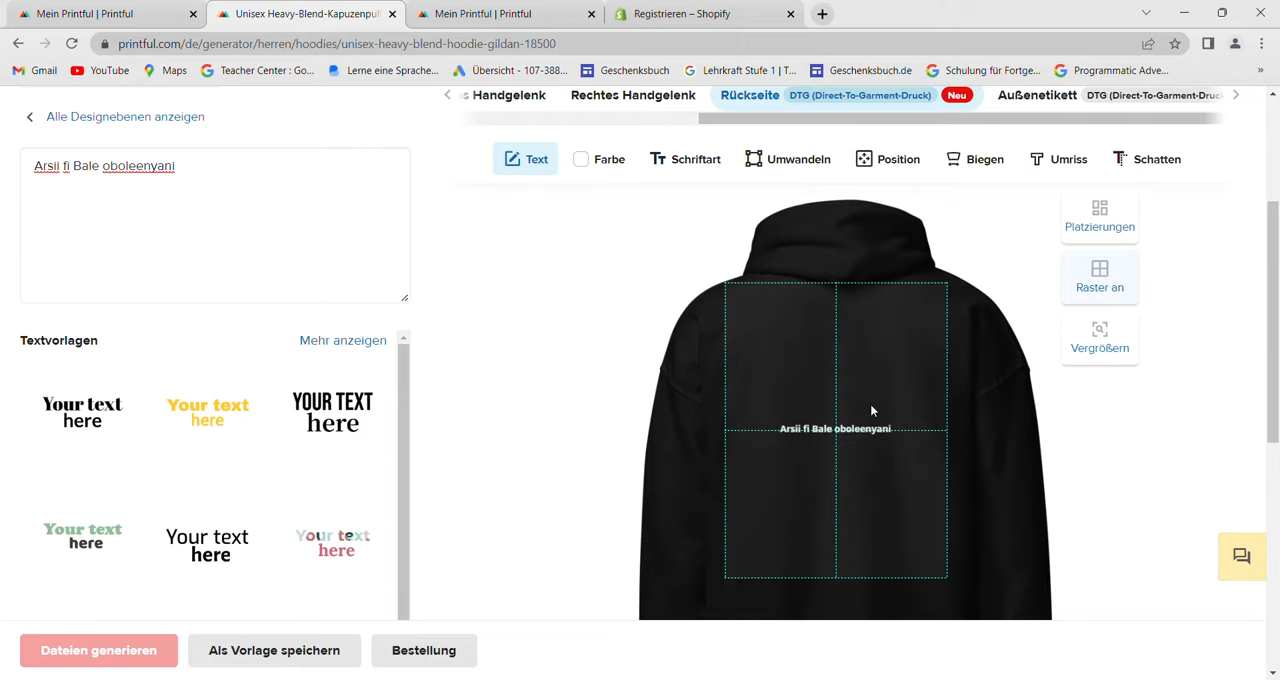 Mein Printful | Printful
Unisex Heavy-Blend-Kapuzenpull
Mein Printful | Printful
Registrieren – Shopify
printful.com/de/generator/herren/hoodies/unisex-heavy-blend-hoodie-gildan-18500
Gmail
YouTube
Maps
Teacher Center : Go...
Lerne eine Sprache...
Übersicht - 107-388...
Geschenksbuch
Lehrkraft Stufe 1 | T...
Geschenksbuch.de
Schulung für Fortge...
Programmatic Adve...
»
s Handgelenk
Rechtes Handgelenk
Rückseite
DTG (Direct-To-Garment-Druck)
Neu
Außenetikett
DTG (Direct-To-Garment-Druck
Alle Designebenen anzeigen
Text
Farbe
Schriftart
Umwandeln
Position
Biegen
Umriss
Schatten
Arsii fi Bale oboleenyani
Platzierungen
Raster an
Vergrößern
Textvorlagen
Mehr anzeigen
Your text
here
Your text
here
YOUR TEXT
here
Arsii fi Bale oboleenyani
Your text
here
Your text
here
Your text
here
Dateien generieren
Als Vorlage speichern
Bestellung